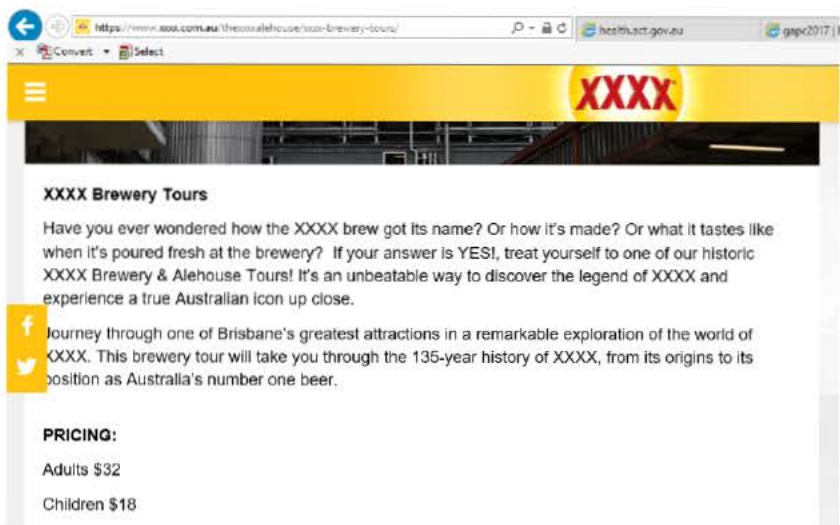 https://www.xxxx.com.au/thexxxxalehouse/xxxx-brewery-tours/
health.act.gov.au
gapc2017 |
x Convert Select
XXXX
XXXX Brewery Tours
Have you ever wondered how the XXXX brew got its name? Or how it's made? Or what it tastes like
when it's poured fresh at the brewery?  If your answer is YES!, treat yourself to one of our historic
XXXX Brewery & Alehouse Tours! It's an unbeatable way to discover the legend of XXXX and
experience a true Australian icon up close.
Journey through one of Brisbane's greatest attractions in a remarkable exploration of the world of
XXXX. This brewery tour will take you through the 135-year history of XXXX, from its origins to its
position as Australia's number one beer.
PRICING:
Adults $32
Children $18